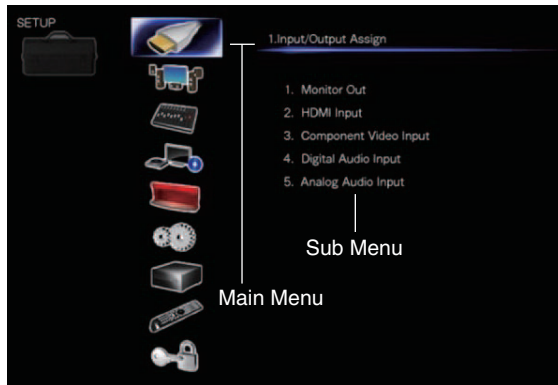 SETUP
1.Input/Output Assign
1. Monitor Out
2. HDMI Input
3. Component Video Input
4. Digital Audio Input
5. Analog Audio Input
Sub Menu
Main Menu